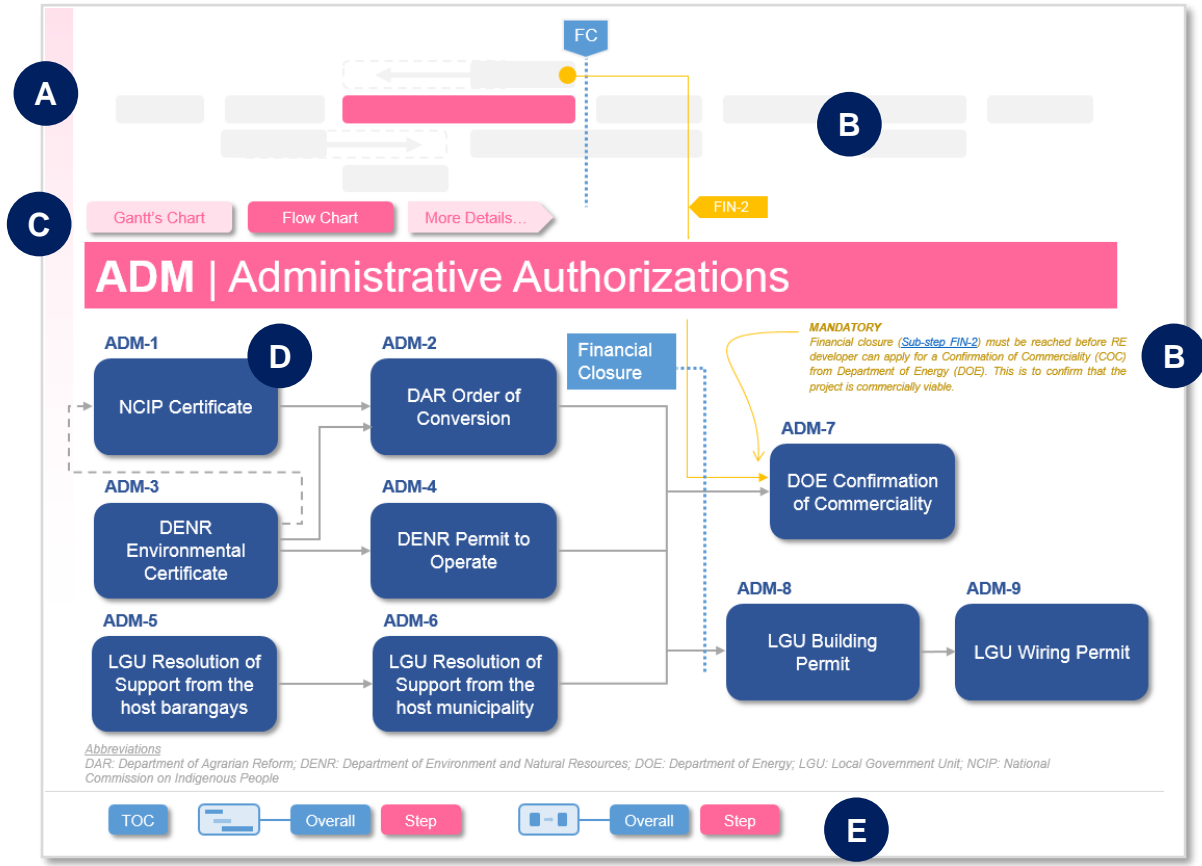 FC
A
B
C
Gantt's Chart
Flow Chart
More Details...
FIN-2
ADM | Administrative Authorizations
MANDATORY
Financial closure (Sub-step FIN-2) must be reached before RE
developer can apply for a Confirmation of Commerciality (COC)
from Department of Energy (DOE). This is to confirm that the
project is commercially viable.
B
Financial
Closure
ADM-1
D
NCIP Certificate
ADM-2
DAR Order of
Conversion
ADM-7
DOE Confirmation
of Commerciality
ADM-3
DENR
Environmental
Certificate
ADM-4
DENR Permit to
Operate
ADM-5
LGU Resolution of
Support from the
host barangays
ADM-6
LGU Resolution of
Support from the
host municipality
ADM-8
LGU Building
Permit
ADM-9
LGU Wiring Permit
Abbreviations
DAR: Department of Agrarian Reform; DENR: Department of Environment and Natural Resources; DOE: Department of Energy; LGU: Local Government Unit; NCIP: National
Commission on Indigenous People
TOC
Overall
Step
Overall
Step
E